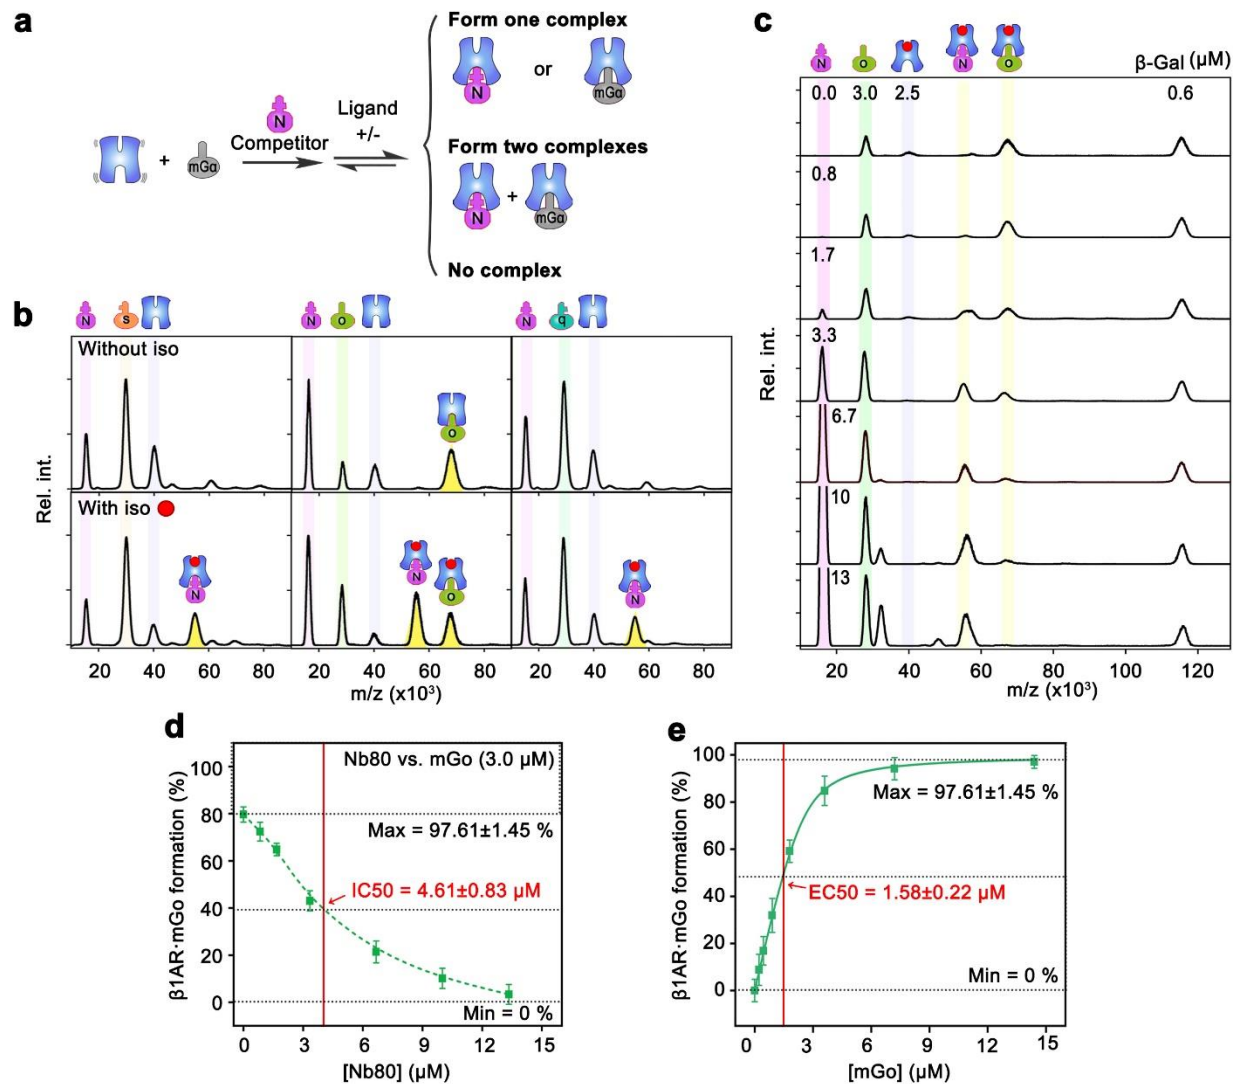 a
Form one complex
N
or
mGα
mGα
N
Competitor
Ligand
+/-
Form two complexes
N
+
mGα
No complex
b
N s
N o
N q
Without iso
o
With iso
N
N
o
N
Rel. int.
20 40 60 80
20 40 60 80
20 40 60 80
m/z (x10³)
c
N o N o
β-Gal (μM)
0.0 3.0 2.5 0.6
0.8
1.7
3.3
6.7
10
13
Rel. int.
20 40 60 80 100 120
m/z (x10³)
d
Nb80 vs. mGo (3.0 μM)
Max = 97.61±1.45 %
IC50 = 4.61±0.83 μM
Min = 0 %
β1AR·mGo formation (%)
100
80
60
40
20
0
0 3 6 9 12 15
[Nb80] (μM)
e
Max = 97.61±1.45 %
EC50 = 1.58±0.22 μM
Min = 0 %
β1AR·mGo formation (%)
100
80
60
40
20
0
0 3 6 9 12 15
[mGo] (μM)